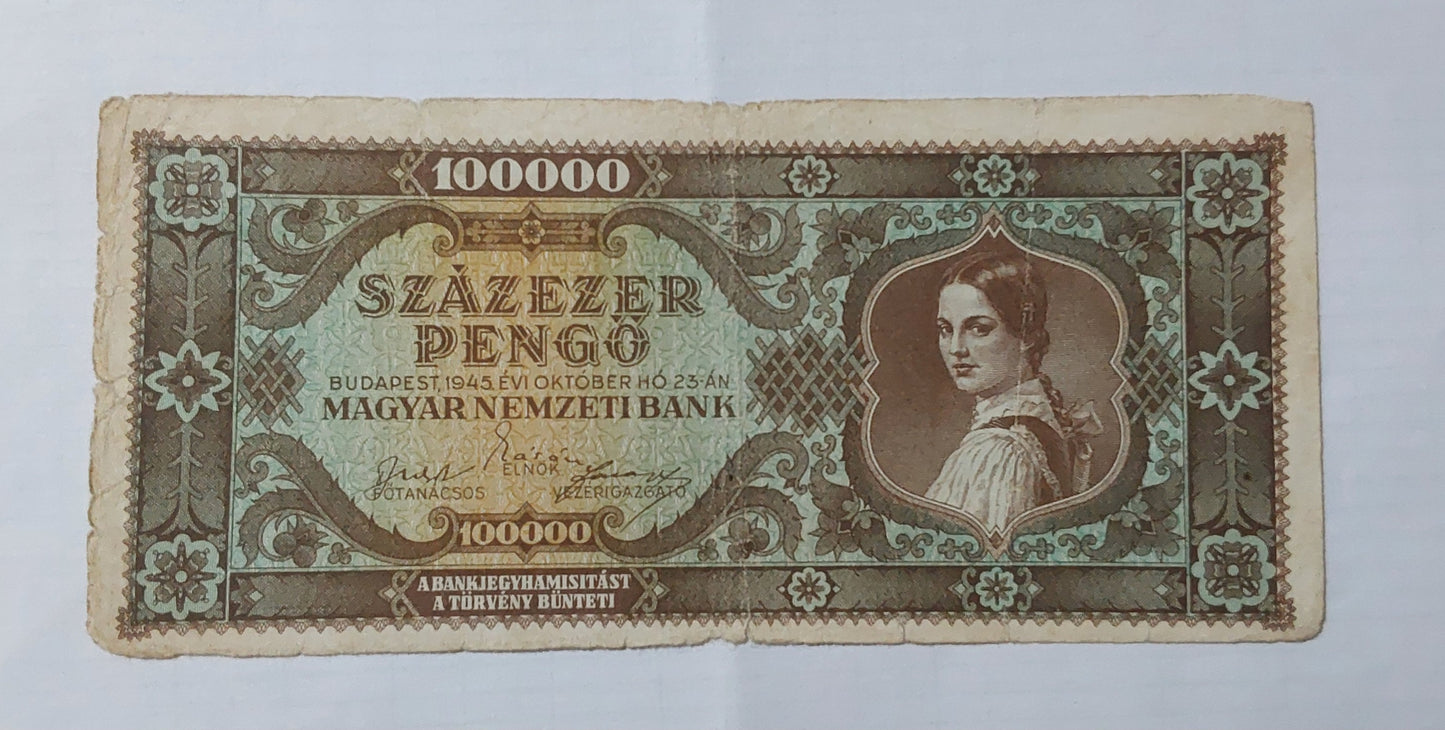 100000
SZÁZEZER
PENGŐ
BUDAPEST, 1945. ÉVI OKTÓBER HÓ 23-ÁN
MAGYAR NEMZETI BANK
ELNÖK
FŐTANÁCSOS VEZÉRIGAZGATÓ
100000
A BANKJEGYHAMISITÁST
A TÖRVÉNY BÜNTETI